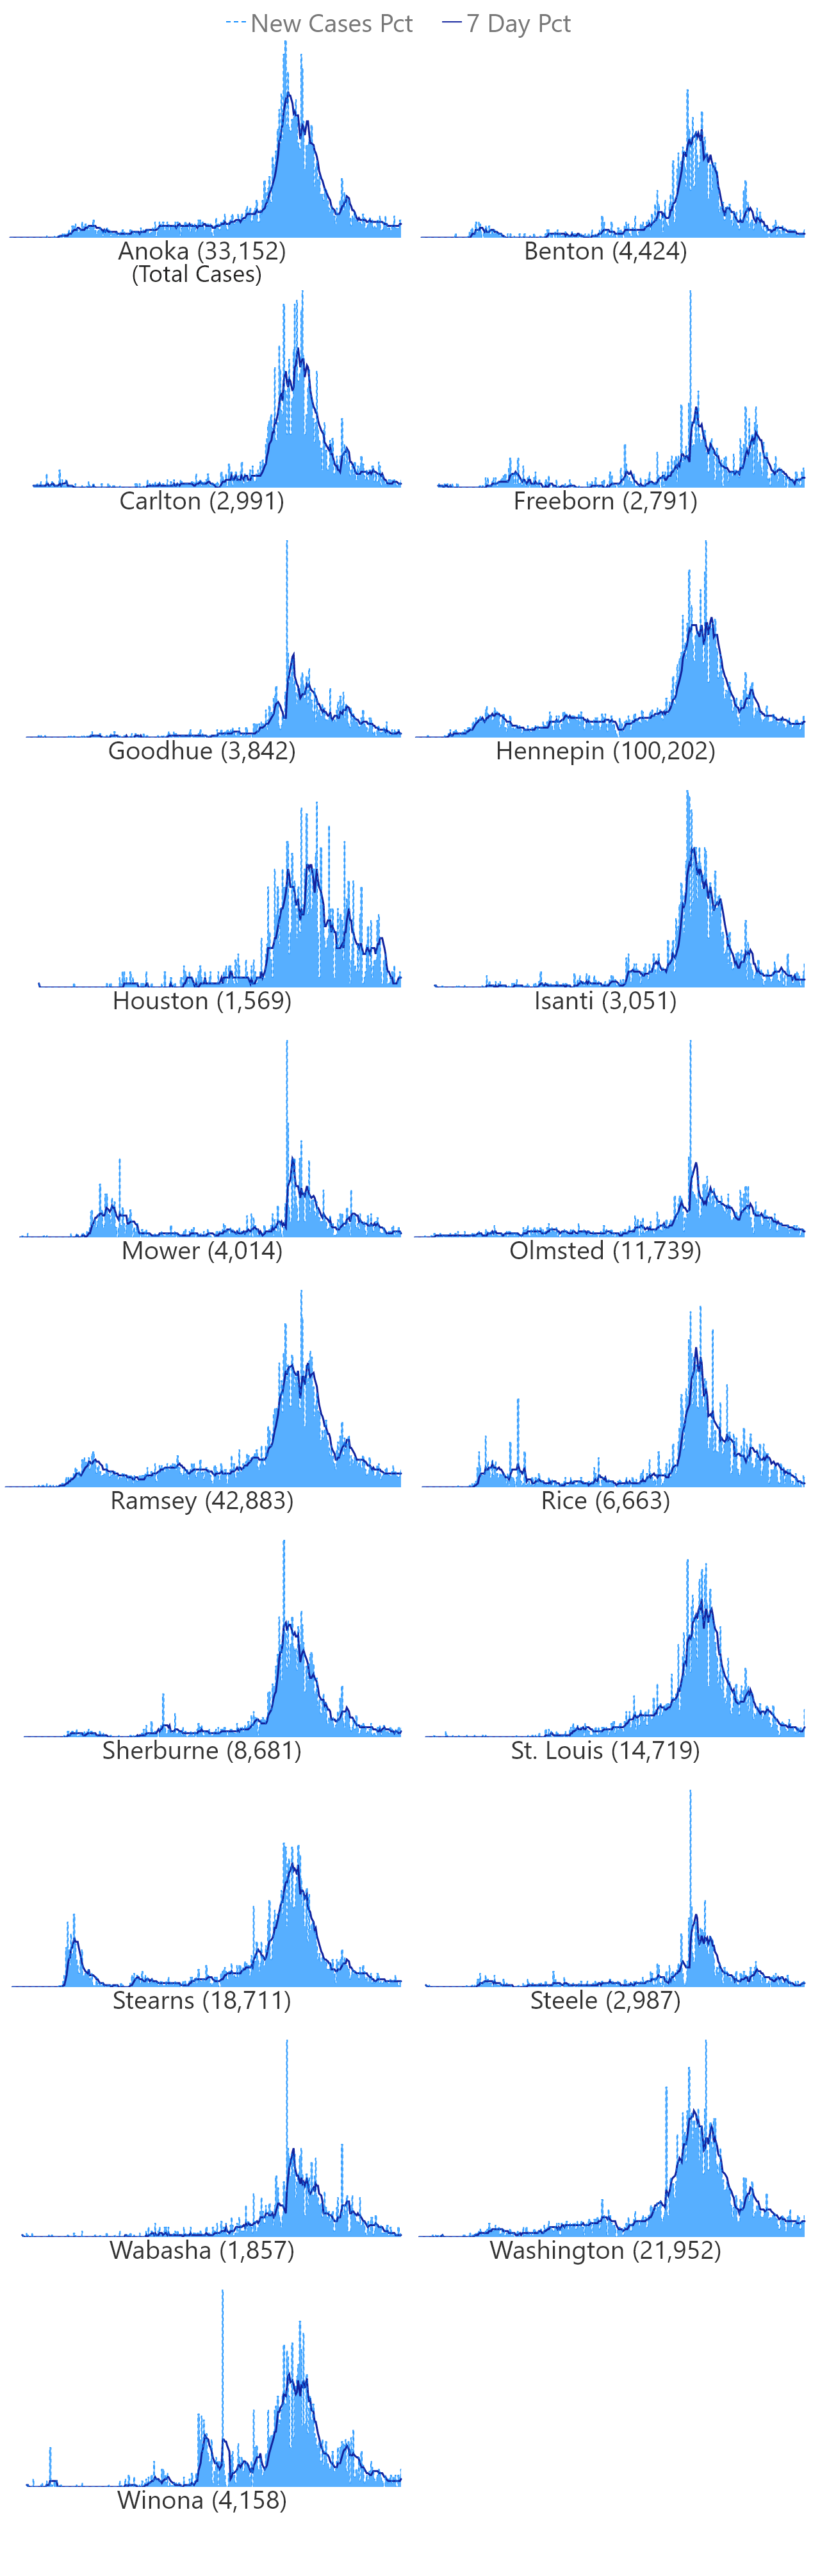 New Cases Pct 7 Day Pct
Anoka (33,152)
(Total Cases)
Benton (4,424)
Carlton (2,991)
Freeborn (2,791)
Goodhue (3,842)
Hennepin (100,202)
Houston (1,569)
Isanti (3,051)
Mower (4,014)
Olmsted (11,739)
Ramsey (42,883)
Rice (6,663)
Sherburne (8,681)
St. Louis (14,719)
Stearns (18,711)
Steele (2,987)
Wabasha (1,857)
Washington (21,952)
Winona (4,158)